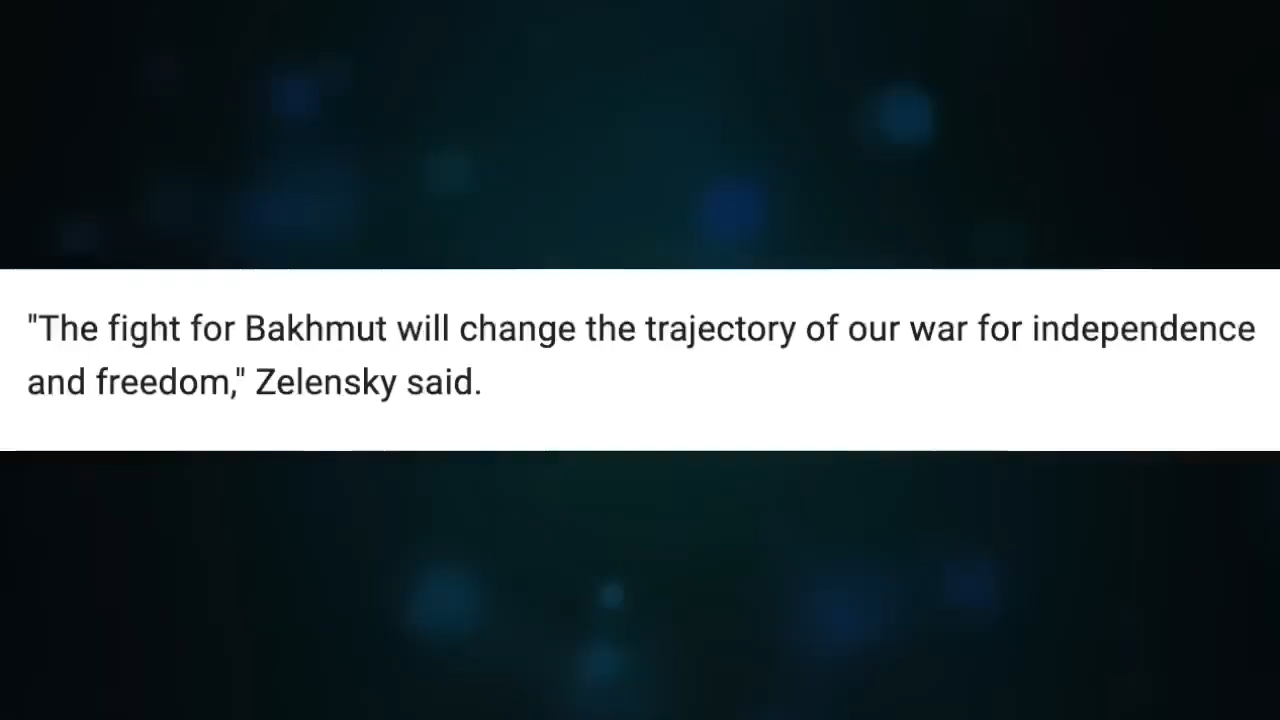 "The fight for Bakhmut will change the trajectory of our war for independence
and freedom," Zelensky said.